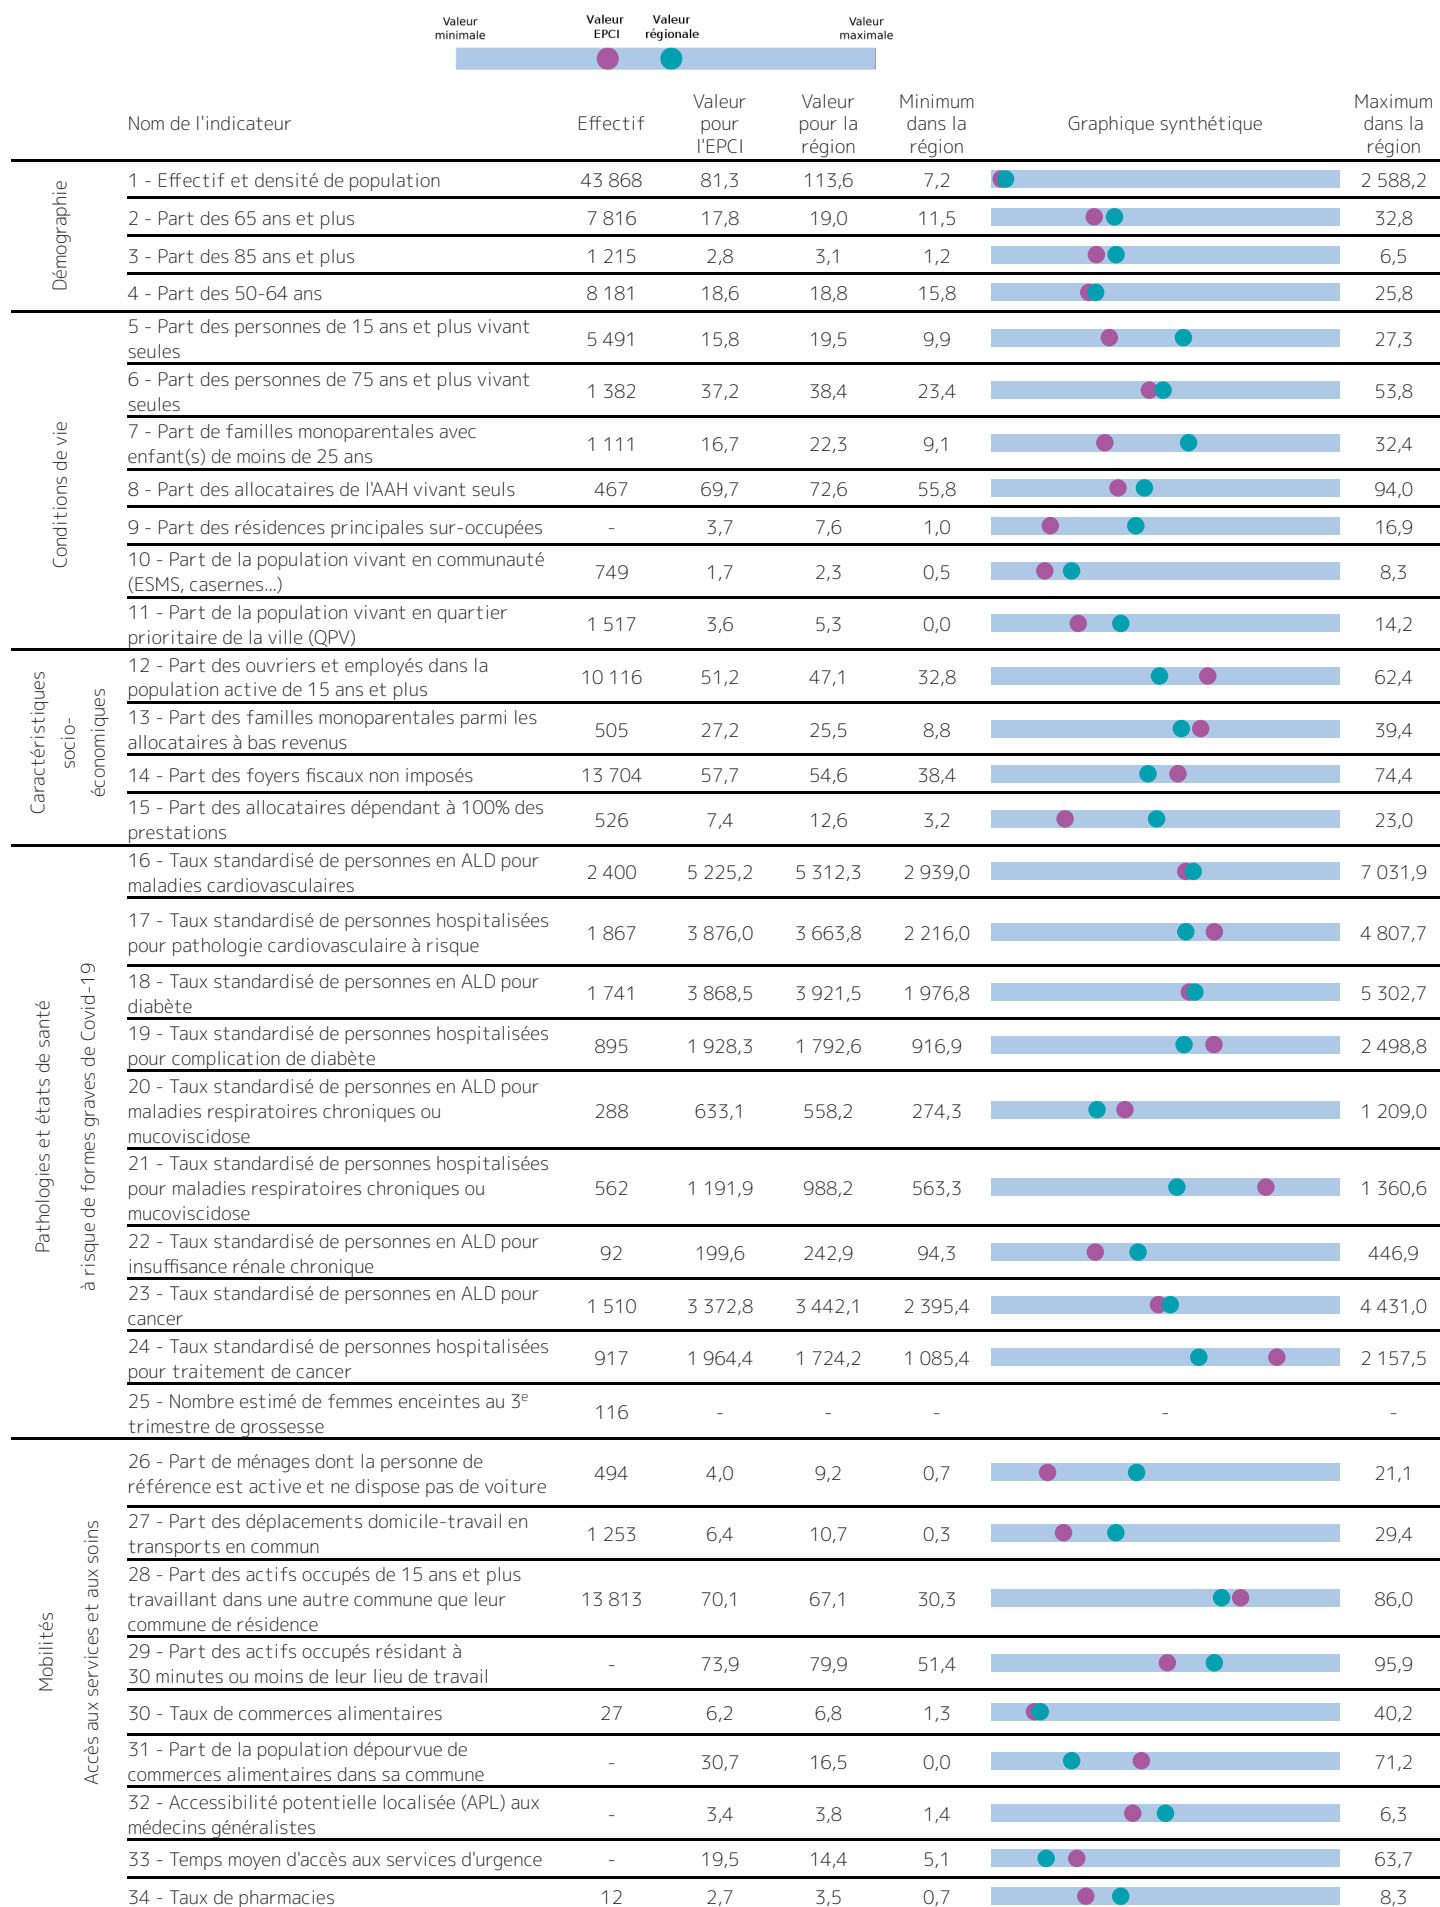 Valeur minimale
Valeur EPCI
Valeur régionale
Valeur maximale
Nom de l'indicateur
Effectif
Valeur pour l'EPCI
Valeur pour la région
Minimum dans la région
Graphique synthétique
Maximum dans la région
Démographie
1 - Effectif et densité de population 43 868 81,3 113,6 7,2 2 588,2
2 - Part des 65 ans et plus 7 816 17,8 19,0 11,5 32,8
3 - Part des 85 ans et plus 1 215 2,8 3,1 1,2 6,5
4 - Part des 50-64 ans 8 181 18,6 18,8 15,8 25,8
Conditions de vie
5 - Part des personnes de 15 ans et plus vivant
seules 5 491 15,8 19,5 9,9 27,3
6 - Part des personnes de 75 ans et plus vivant
seules 1 382 37,2 38,4 23,4 53,8
7 - Part de familles monoparentales avec
enfant(s) de moins de 25 ans 1 111 16,7 22,3 9,1 32,4
8 - Part des allocataires de l'AAH vivant seuls 467 69,7 72,6 55,8 94,0
9 - Part des résidences principales sur-occupées - 3,7 7,6 1,0 16,9
10 - Part de la population vivant en communauté
(ESMS, casernes...) 749 1,7 2,3 0,5 8,3
11 - Part de la population vivant en quartier
prioritaire de la ville (QPV) 1 517 3,6 5,3 0,0 14,2
Caractéristiques
socio-
économiques
12 - Part des ouvriers et employés dans la
population active de 15 ans et plus 10 116 51,2 47,1 32,8 62,4
13 - Part des familles monoparentales parmi les
allocataires à bas revenus 505 27,2 25,5 8,8 39,4
14 - Part des foyers fiscaux non imposés 13 704 57,7 54,6 38,4 74,4
15 - Part des allocataires dépendant à 100% des
prestations 526 7,4 12,6 3,2 23,0
Pathologies et états de santé
à risque de formes graves de Covid-19
16 - Taux standardisé de personnes en ALD pour
maladies cardiovasculaires 2 400 5 225,2 5 312,3 2 939,0 7 031,9
17 - Taux standardisé de personnes hospitalisées
pour pathologie cardiovasculaire à risque 1 867 3 876,0 3 663,8 2 216,0 4 807,7
18 - Taux standardisé de personnes en ALD pour
diabète 1 741 3 868,5 3 921,5 1 976,8 5 302,7
19 - Taux standardisé de personnes hospitalisées
pour complication de diabète 895 1 928,3 1 792,6 916,9 2 498,8
20 - Taux standardisé de personnes en ALD pour
maladies respiratoires chroniques ou
mucoviscidose 288 633,1 558,2 274,3 1 209,0
21 - Taux standardisé de personnes hospitalisées
pour maladies respiratoires chroniques ou
mucoviscidose 562 1 191,9 988,2 563,3 1 360,6
22 - Taux standardisé de personnes en ALD pour
insuffisance rénale chronique 92 199,6 242,9 94,3 446,9
23 - Taux standardisé de personnes en ALD pour
cancer 1 510 3 372,8 3 442,1 2 395,4 4 431,0
24 - Taux standardisé de personnes hospitalisées
pour traitement de cancer 917 1 964,4 1 724,2 1 085,4 2 157,5
25 - Nombre estimé de femmes enceintes au 3e
trimestre de grossesse 116 - - - - -
Mobilités
Accès aux services et aux soins
26 - Part de ménages dont la personne de
référence est active et ne dispose pas de voiture 494 4,0 9,2 0,7 21,1
27 - Part des déplacements domicile-travail en
transports en commun 1 253 6,4 10,7 0,3 29,4
28 - Part des actifs occupés de 15 ans et plus
travaillant dans une autre commune que leur
commune de résidence 13 813 70,1 67,1 30,3 86,0
29 - Part des actifs occupés résidant à
30 minutes ou moins de leur lieu de travail - 73,9 79,9 51,4 95,9
30 - Taux de commerces alimentaires 27 6,2 6,8 1,3 40,2
31 - Part de la population dépourvue de
commerces alimentaires dans sa commune - 30,7 16,5 0,0 71,2
32 - Accessibilité potentielle localisée (APL) aux
médecins généralistes - 3,4 3,8 1,4 6,3
33 - Temps moyen d'accès aux services d'urgence - 19,5 14,4 5,1 63,7
34 - Taux de pharmacies 12 2,7 3,5 0,7 8,3